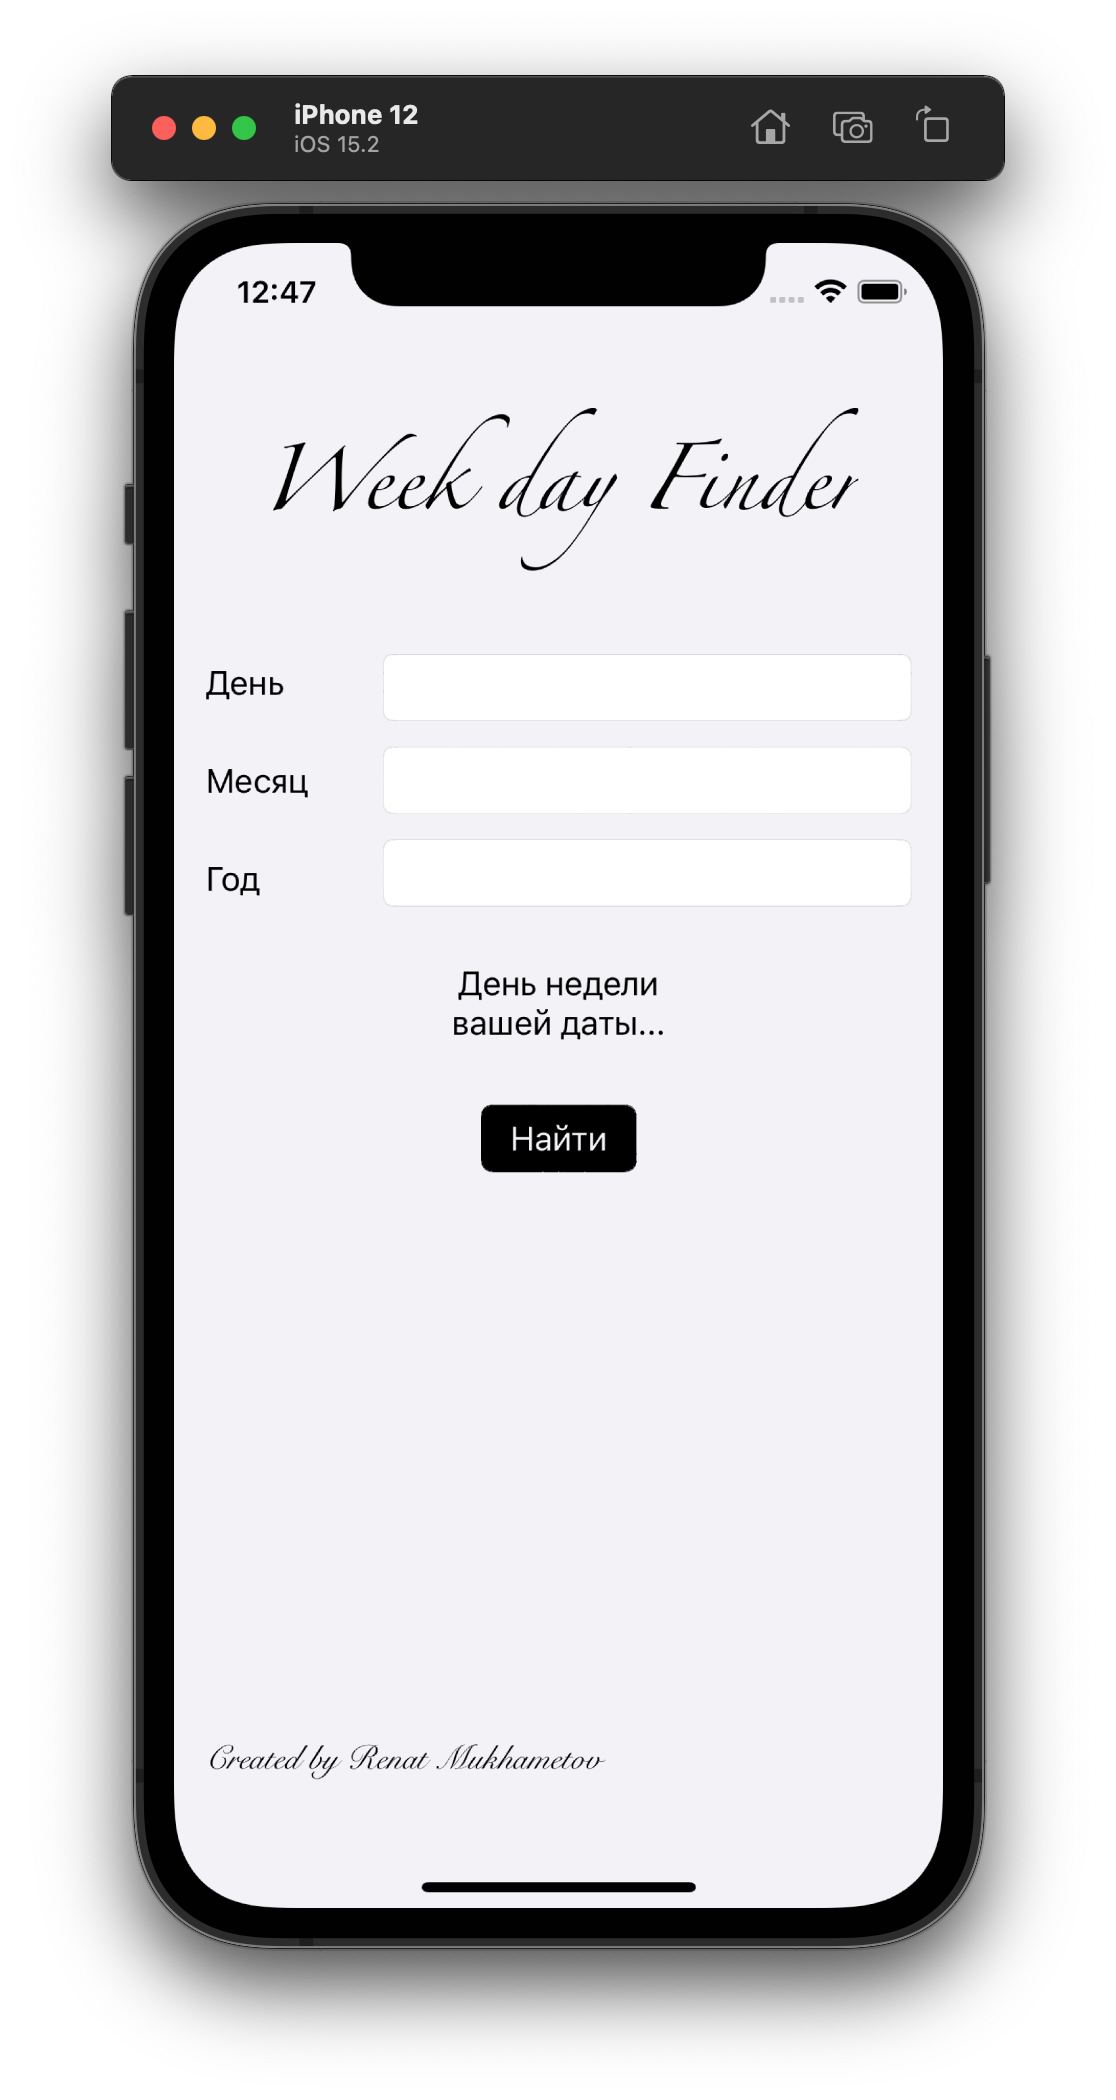 iPhone 12
iOS 15.2
12:47
Week day Finder
День
Месяц
Год
День недели
вашей даты...
Найти
Created by Renat Mukhametov